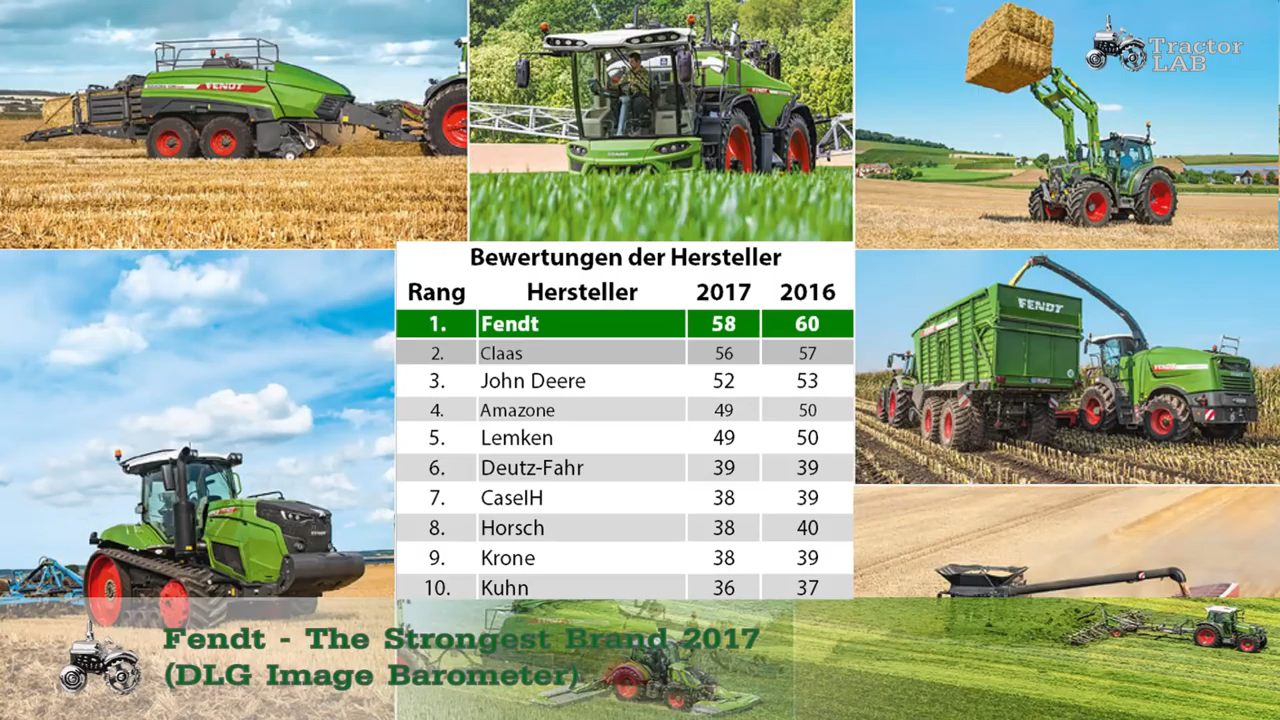 Tractor
LAB
FENDT
FENDT
Bewertungen der Hersteller
Rang Hersteller 2017 2016
1. Fendt 58 60
2. Claas 56 57
3. John Deere 52 53
4. Amazone 49 50
5. Lemken 49 50
6. Deutz-Fahr 39 39
7. CaseIH 38 39
8. Horsch 38 40
9. Krone 38 39
10. Kuhn 36 37
Fendt - The Strongest Brand 2017
(DLG Image Barometer)